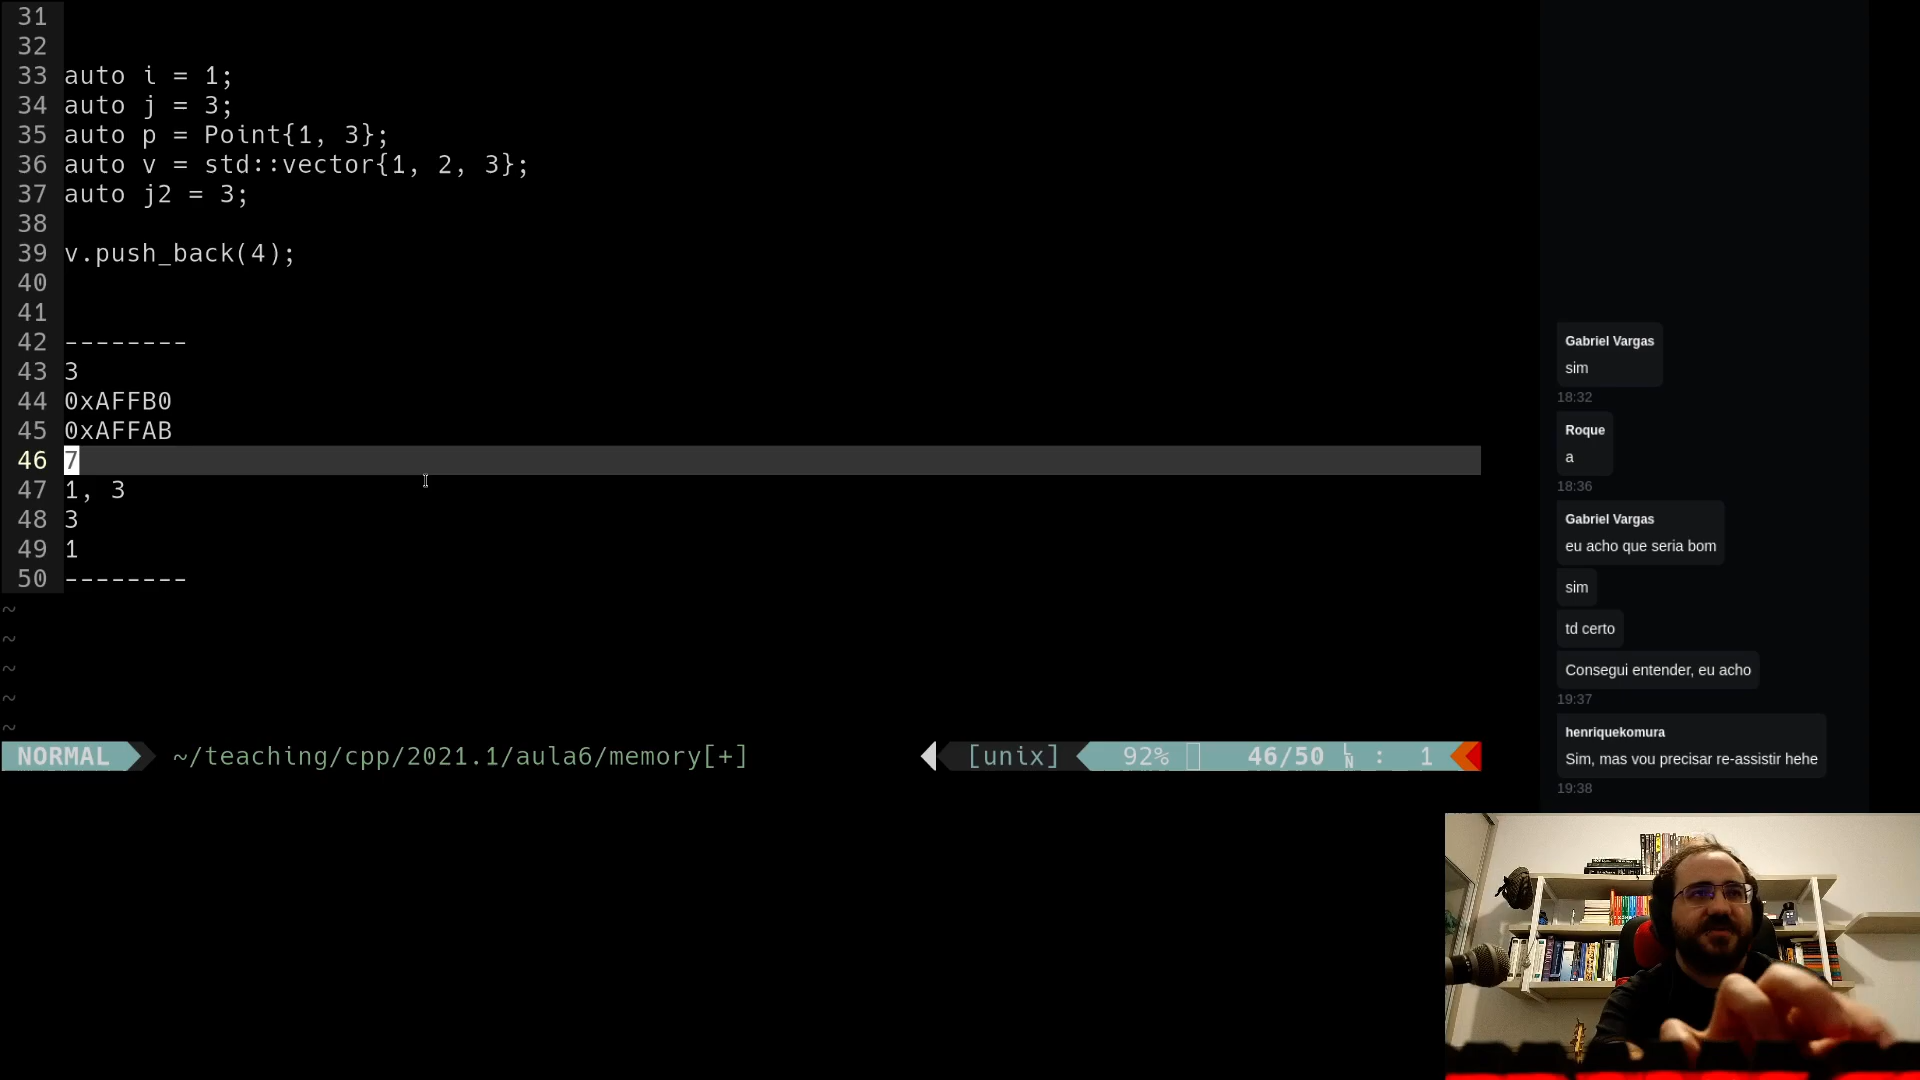 31
32
33 auto i = 1;
34 auto j = 3;
35 auto p = Point{1, 3};
36 auto v = std::vector{1, 2, 3};
37 auto j2 = 3;
38
39 v.push_back(4);
40
41
42 --------
43 3
44 0xAFFB0
45 0xAFFAB
46 7
47 1, 3
48 3
49 1
50 --------
~
~
~
~
~
NORMAL ~/teaching/cpp/2021.1/aula6/memory[+] [unix] 92% 46/50 LN : 1
Gabriel Vargas
sim
18:32
Roque
a
18:36
Gabriel Vargas
eu acho que seria bom
sim
td certo
Consegui entender, eu acho
19:37
henriquekomura
Sim, mas vou precisar re-assistir hehe
19:38